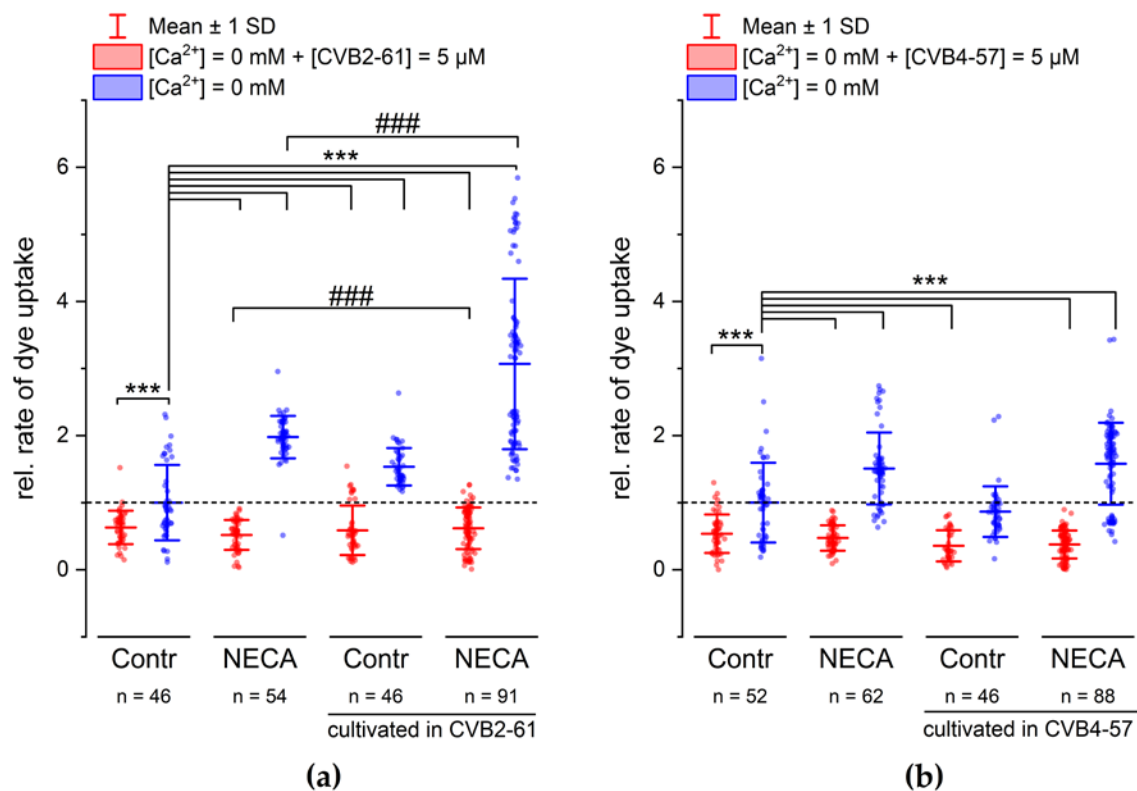 Mean ± 1 SD
[Ca²⁺] = 0 mM + [CVB2-61] = 5 µM
[Ca²⁺] = 0 mM
###
***
###
***
rel. rate of dye uptake
6
4
2
0
Contr NECA Contr NECA
n = 46 n = 54 n = 46 n = 91
cultivated in CVB2-61
(a)
Mean ± 1 SD
[Ca²⁺] = 0 mM + [CVB4-57] = 5 µM
[Ca²⁺] = 0 mM
***
***
rel. rate of dye uptake
6
4
2
0
Contr NECA Contr NECA
n = 52 n = 62 n = 46 n = 88
cultivated in CVB4-57
(b)